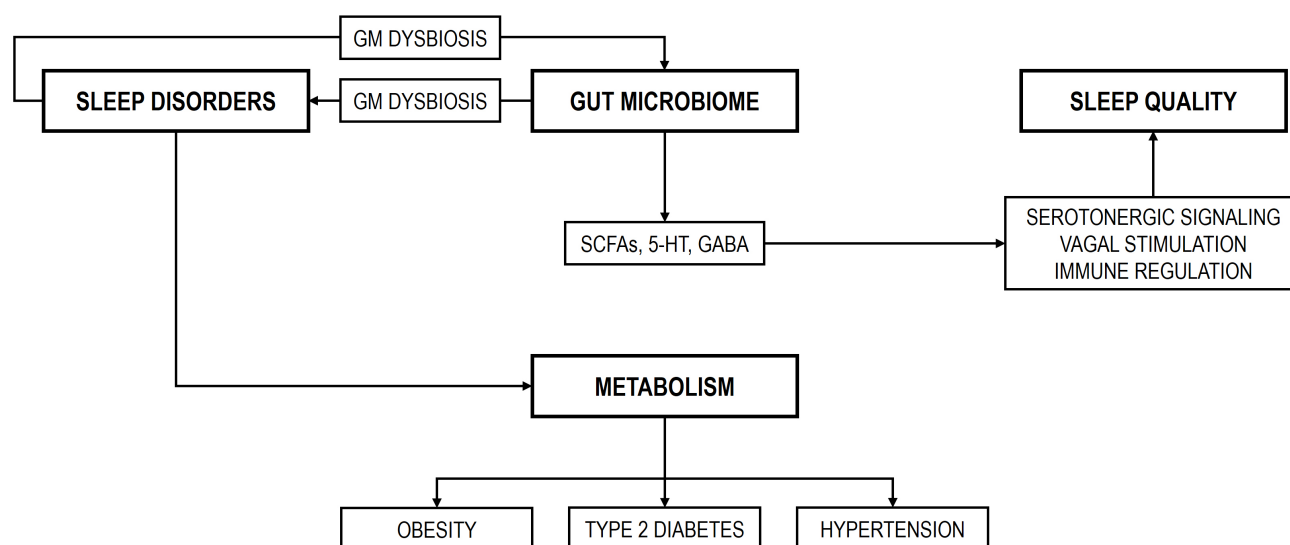 GM DYSBIOSIS
SLEEP DISORDERS
GM DYSBIOSIS
GUT MICROBIOME
SLEEP QUALITY
SCFAs, 5-HT, GABA
SEROTONERGIC SIGNALING
VAGAL STIMULATION
IMMUNE REGULATION
METABOLISM
OBESITY
TYPE 2 DIABETES
HYPERTENSION